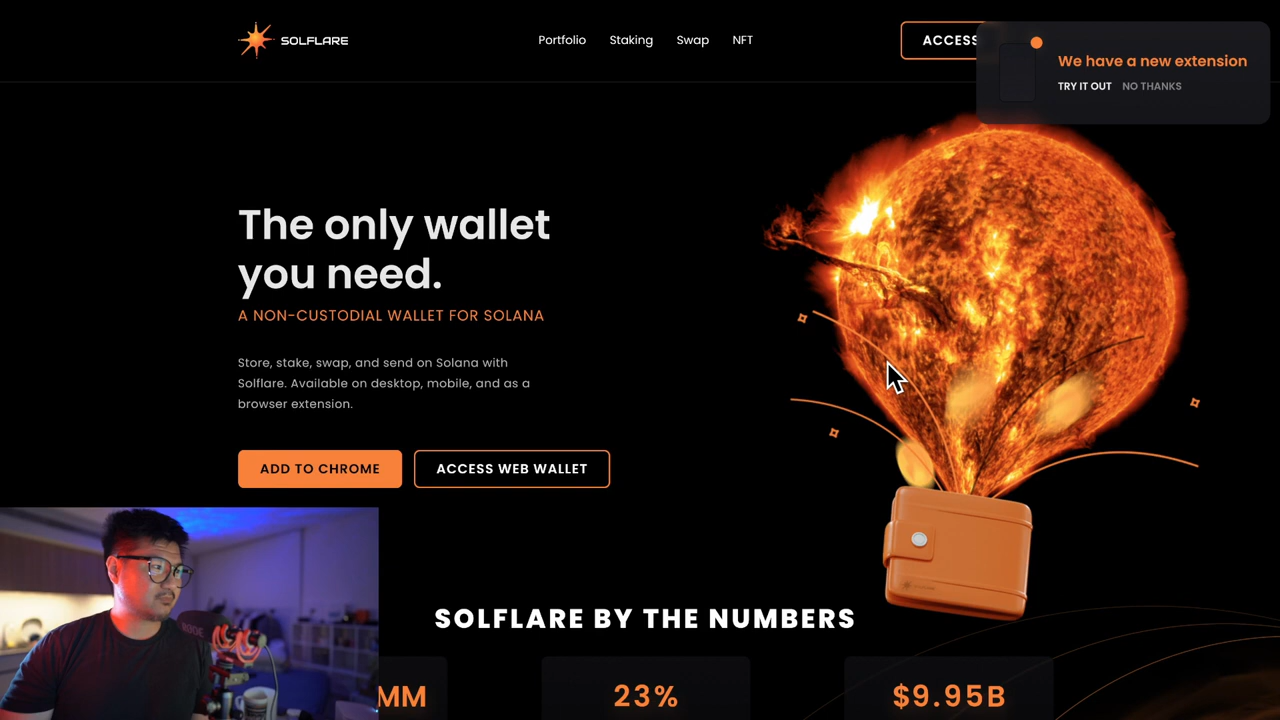 SOLFLARE
Portfolio
Staking
Swap
NFT
ACCESS
We have a new extension
TRY IT OUT
NO THANKS
The only wallet
you need.
A NON-CUSTODIAL WALLET FOR SOLANA
Store, stake, swap, and send on Solana with
Solflare. Available on desktop, mobile, and as a
browser extension.
ADD TO CHROME
ACCESS WEB WALLET
RODE
SOLFLARE BY THE NUMBERS
MM
23%
$9.95B